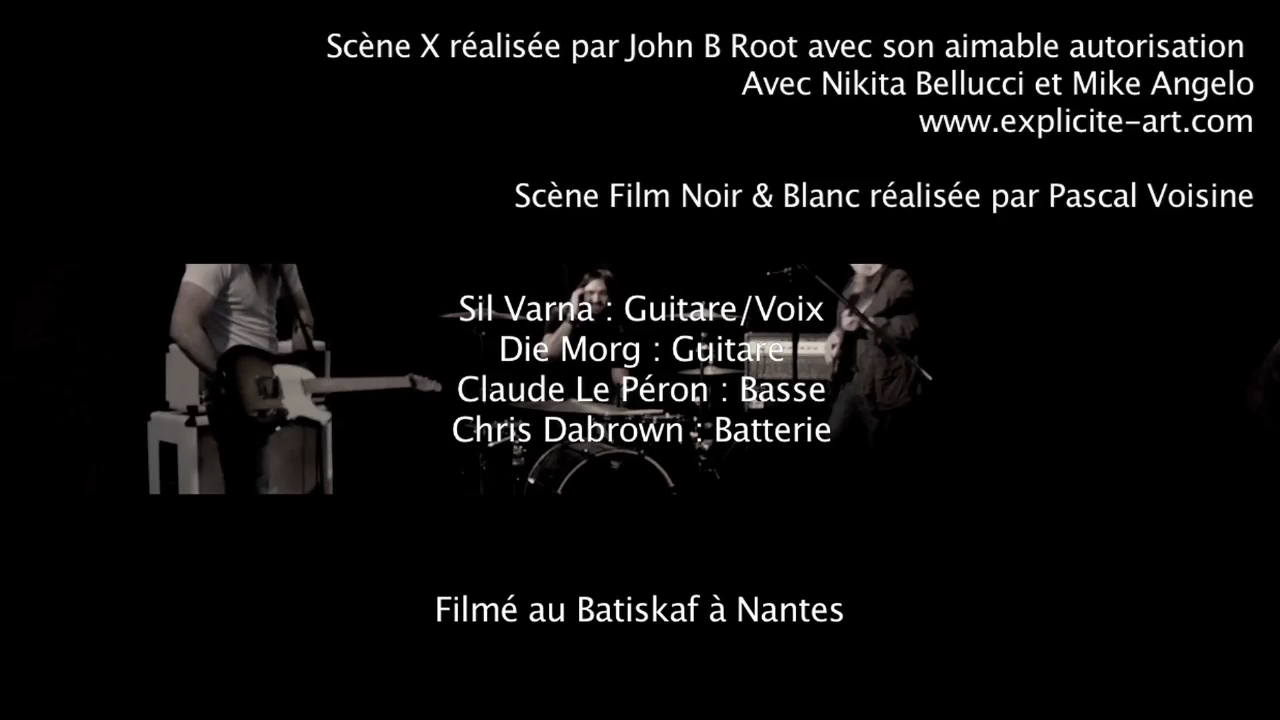 Scène X réalisée par John B Root avec son aimable autorisation
Avec Nikita Bellucci et Mike Angelo
www.explicite-art.com
Scène Film Noir & Blanc réalisée par Pascal Voisine
Sil Varna : Guitare/Voix
Die Morg : Guitare
Claude Le Péron : Basse
Chris Dabrown : Batterie
Filmé au Batiskaf à Nantes